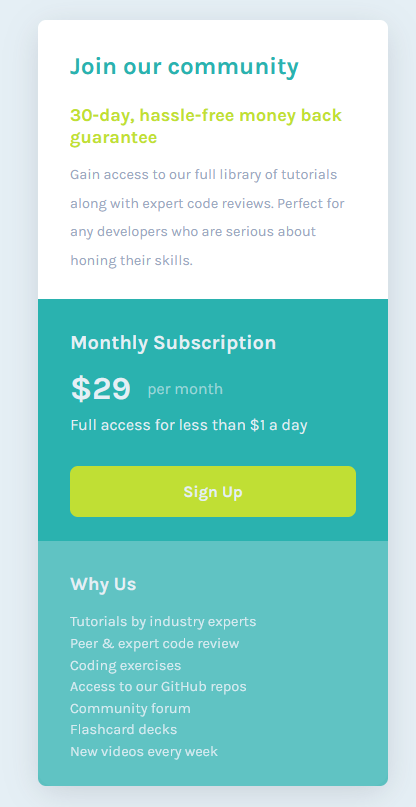 Join our community
30-day, hassle-free money back
guarantee
Gain access to our full library of tutorials
along with expert code reviews. Perfect for
any developers who are serious about
honing their skills.
Monthly Subscription
$29 per month
Full access for less than $1 a day
Sign Up
Why Us
Tutorials by industry experts
Peer & expert code review
Coding exercises
Access to our GitHub repos
Community forum
Flashcard decks
New videos every week